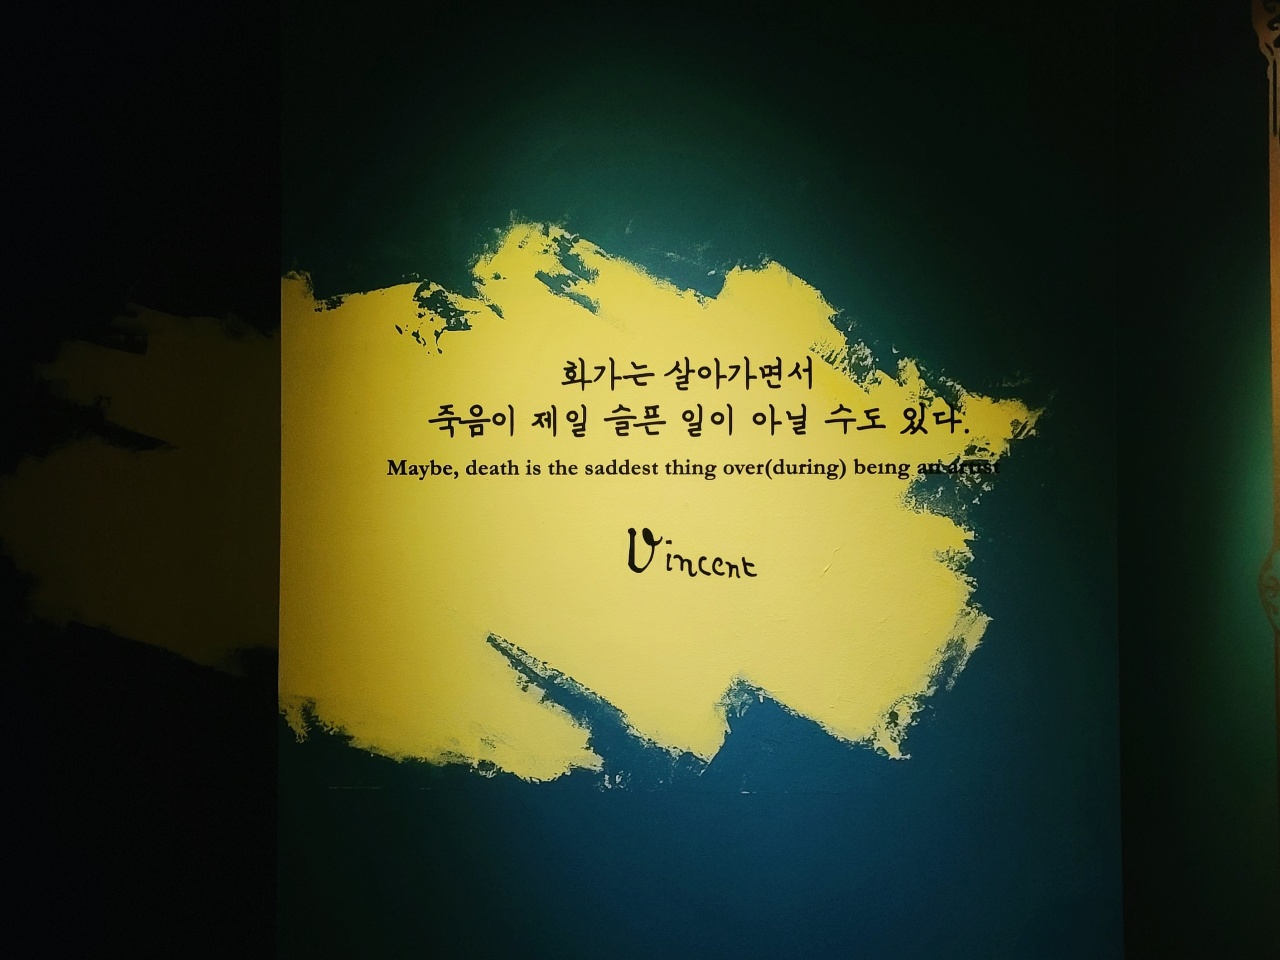 화가는 살아가면서
죽음이 제일 슬픈 일이 아닐 수도 있다.
Maybe, death is the saddest thing over(during) being an artist
Vincent